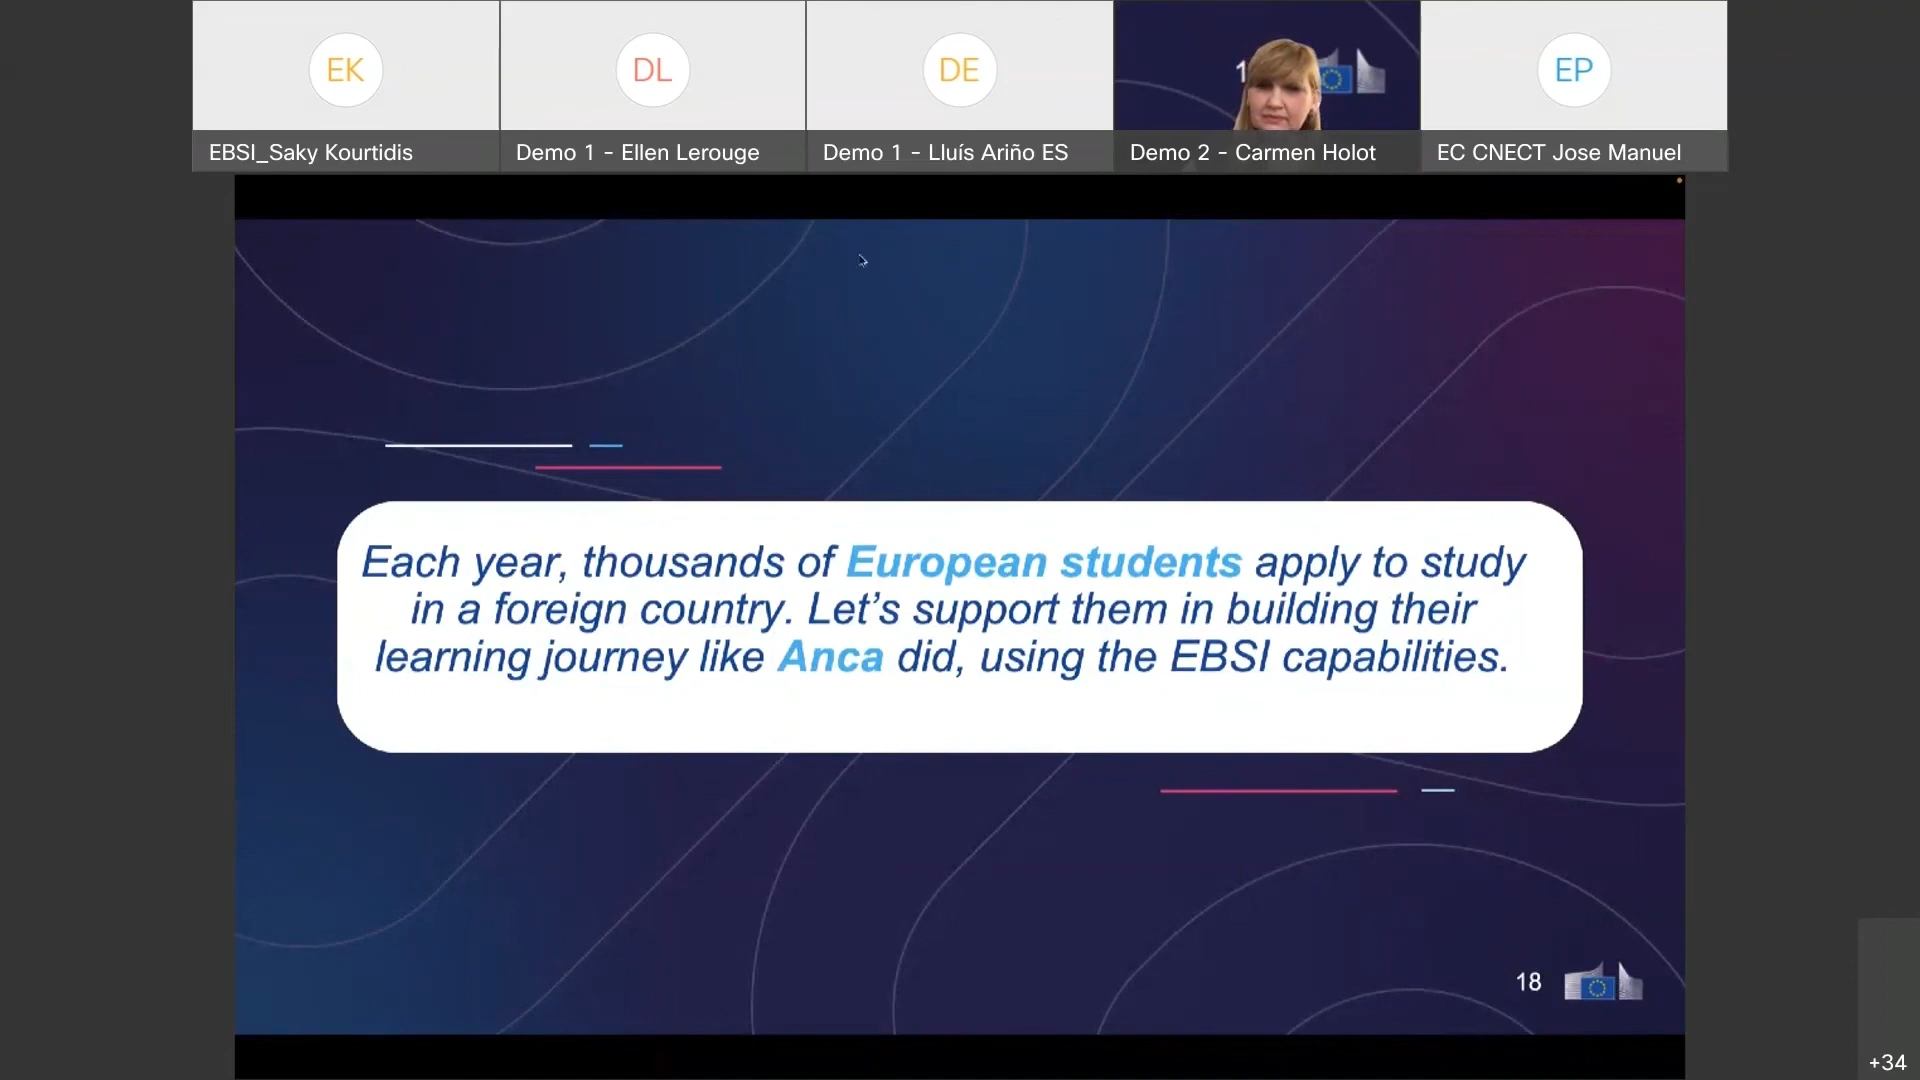 EK
DL
DE
1
EP
EBSI_Saky Kourtidis
Demo 1 - Ellen Lerouge
Demo 1 - Lluís Ariño ES
Demo 2 - Carmen Holot
EC CNECT Jose Manuel
Each year, thousands of European students apply to study
in a foreign country. Let’s support them in building their
learning journey like Anca did, using the EBSI capabilities.
18
+34